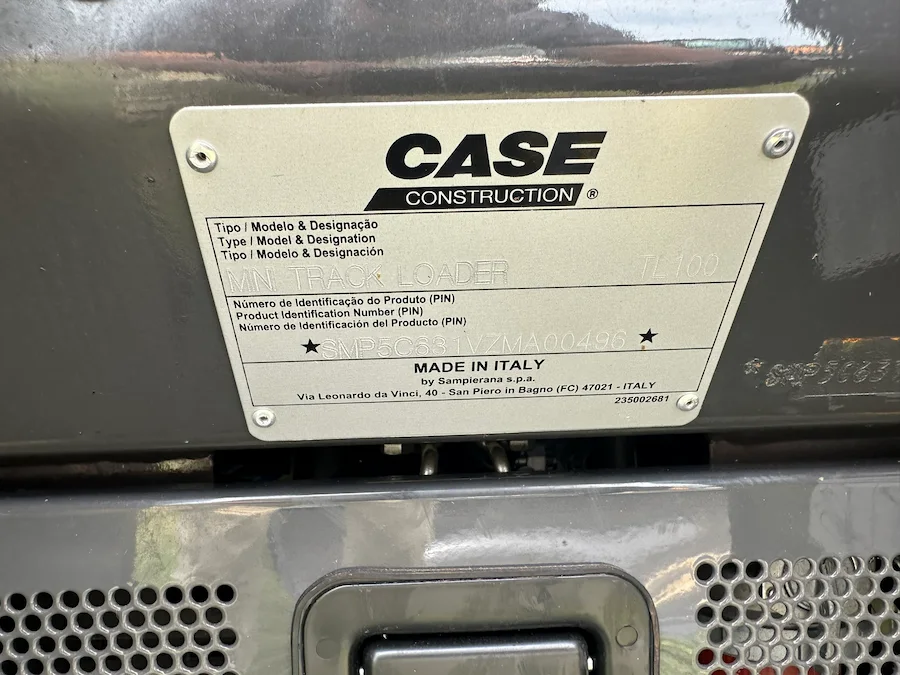 CASE
CONSTRUCTION ®
Tipo / Modelo & Designação
Type / Model & Designation
Tipo / Modelo & Designación
MINI TRACK LOADER TL100
Número de Identificação do Produto (PIN)
Product Identification Number (PIN)
Número de Identificación del Producto (PIN)
★SMP5C631VZMA00496 ★
MADE IN ITALY
by Sampierana s.p.a.
Via Leonardo da Vinci, 40 - San Piero in Bagno (FC) 47021 - ITALY
235002681
*SMP5C63